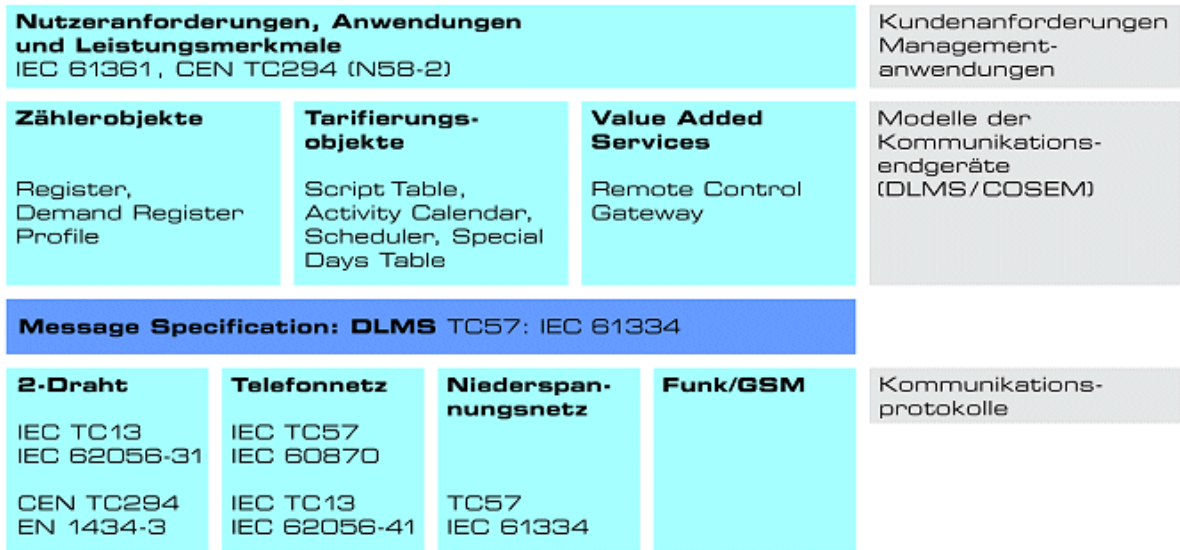 Nutzeranforderungen, Anwendungen
und Leistungsmerkmale
IEC 61361, CEN TC294 (N58-2)
Kundenanforderungen
Management-
anwendungen
Zählerobjekte
Register,
Demand Register
Profile
Tarifierungs-
objekte
Script Table,
Activity Calendar,
Scheduler, Special
Days Table
Value Added
Services
Remote Control
Gateway
Modelle der
Kommunikations-
endgeräte
(DLMS/COSEM)
Message Specification: DLMS TC57: IEC 61334
2-Draht
IEC TC13
IEC 62056-31
CEN TC294
EN 1434-3
Telefonnetz
IEC TC57
IEC 60870
IEC TC13
IEC 62056-41
Niederspan-
nungsnetz
TC57
IEC 61334
Funk/GSM
Kommunikations-
protokolle